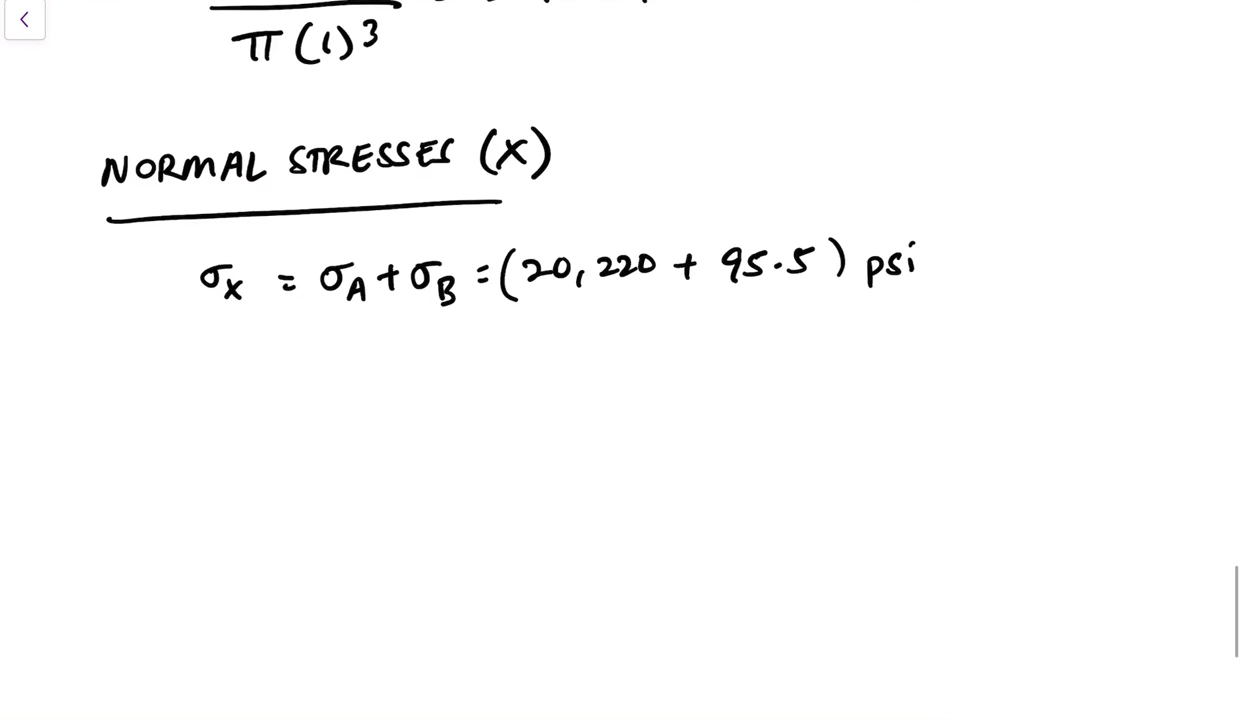 π(1)³
NORMAL STRESSES (X)
σx = σA + σB = (20,220 + 95.5) psi